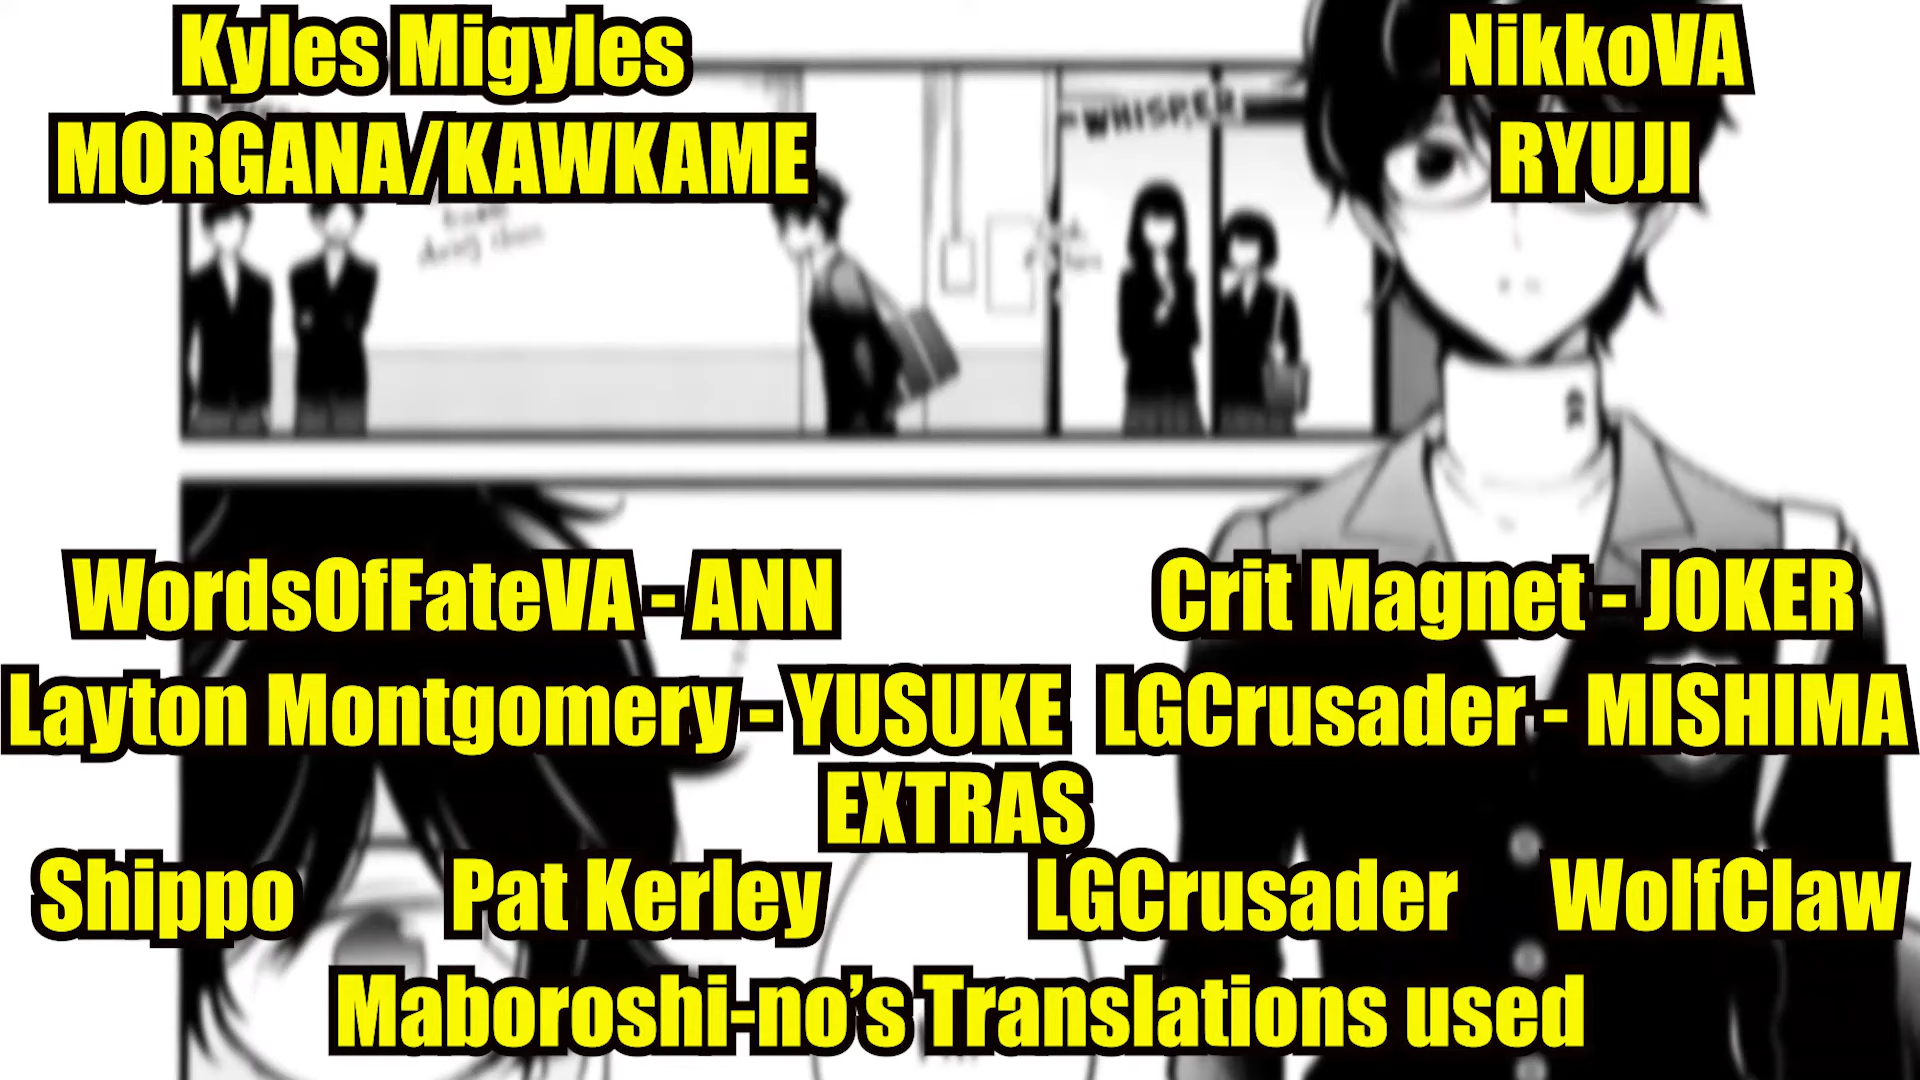 Kyles Migyles
MORGANA/KAWKAME
NikkoVA
RYUJI
WHISPER
WordsOfFateVA - ANN
Crit Magnet - JOKER
Layton Montgomery - YUSUKE
LGCrusader - MISHIMA
EXTRAS
Shippo
Pat Kerley
LGCrusader
WolfClaw
Maboroshi-no's Translations used